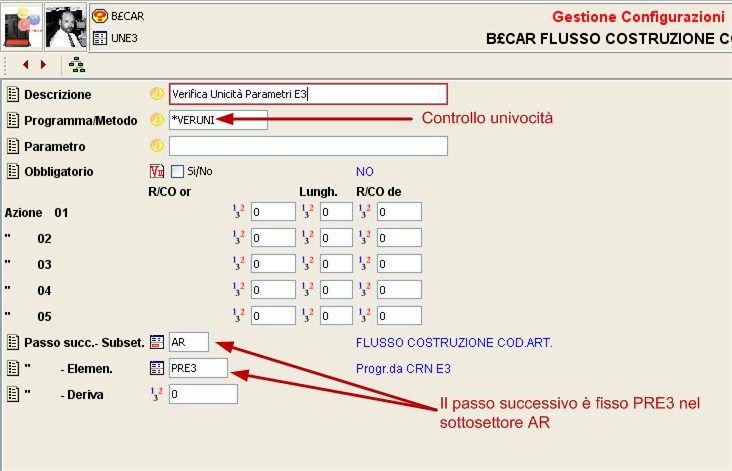 B£CAR
UNE3
Gestione Configurazioni
B£CAR FLUSSO COSTRUZIONE CO
Descrizione Verifica Unicità Parametri E3
Programma/Metodo *VERUNI Controllo univocità
Parametro
Obbligatorio Si/No NO
R/CO or Lungh. R/CO de
Azione 01 0 0 0
" 02 0 0 0
" 03 0 0 0
" 04 0 0 0
" 05 0 0 0
Passo succ.- Subset. AR FLUSSO COSTRUZIONE COD.ART.
" - Elemen. PRE3 Progr.da CRN E3
" - Deriva 0
Il passo successivo è fisso PRE3 nel
sottosettore AR